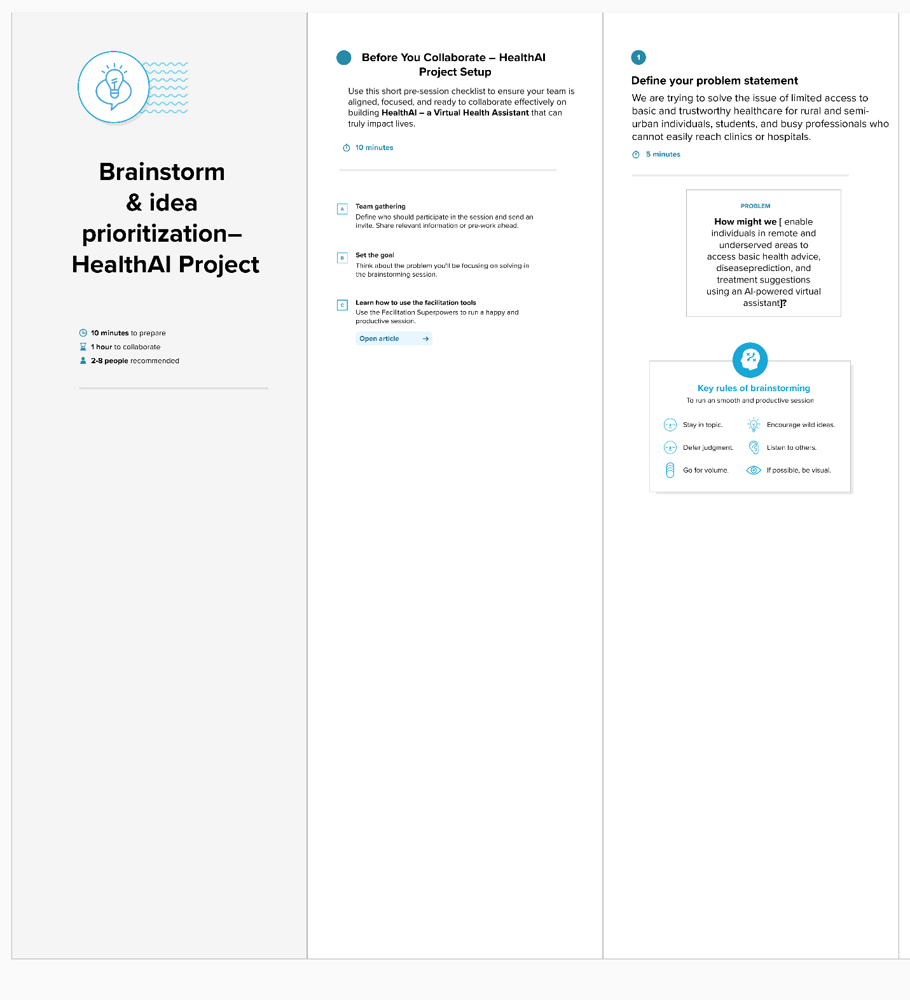 Brainstorm
& idea
prioritization–
HealthAI Project
10 minutes to prepare
1 hour to collaborate
2-8 people recommended
Before You Collaborate – HealthAI
Project Setup
Use this short pre-session checklist to ensure your team is
aligned, focused, and ready to collaborate effectively on
building HealthAI – a Virtual Health Assistant that can
truly impact lives.
10 minutes
A
Team gathering
Define who should participate in the session and send an
invite. Share relevant information or pre-work ahead.
B
Set the goal
Think about the problem you'll be focusing on solving in
the brainstorming session.
C
Learn how to use the facilitation tools
Use the Facilitation Superpowers to run a happy and
productive session.
Open article
1
Define your problem statement
We are trying to solve the issue of limited access to
basic and trustworthy healthcare for rural and semi-
urban individuals, students, and busy professionals who
cannot easily reach clinics or hospitals.
5 minutes
PROBLEM
How might we [ enable
individuals in remote and
underserved areas to
access basic health advice,
diseaseprediction, and
treatment suggestions
using an AI-powered virtual
assistant]?
Key rules of brainstorming
To run an smooth and productive session
Stay in topic.
Encourage wild ideas.
Defer judgment.
Listen to others.
Go for volume.
If possible, be visual.